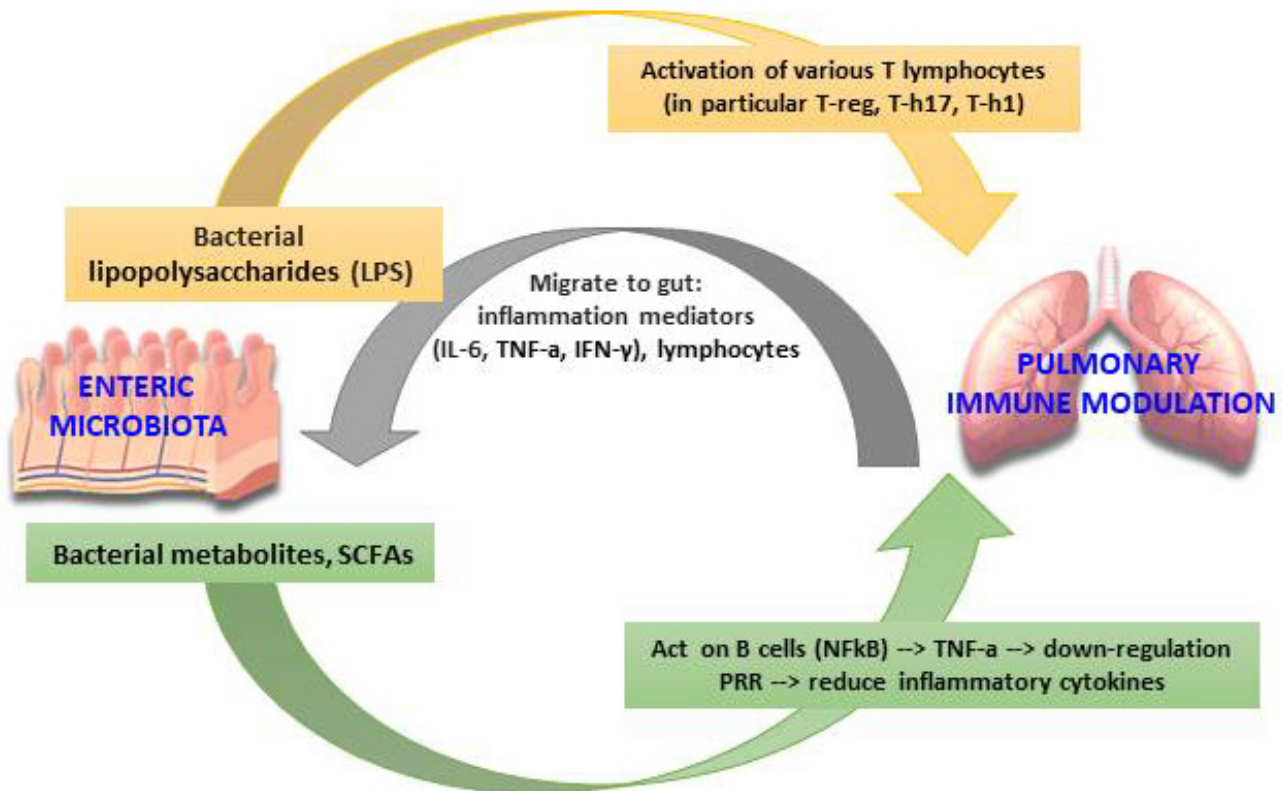 Activation of various T lymphocytes
(in particular T-reg, T-h17, T-h1)
Bacterial
lipopolysaccharides (LPS)
Migrate to gut:
inflammation mediators
(IL-6, TNF-a, IFN-γ), lymphocytes
ENTERIC
MICROBIOTA
PULMONARY
IMMUNE MODULATION
Bacterial metabolites, SCFAs
Act on B cells (NFkB) --> TNF-a --> down-regulation
PRR --> reduce inflammatory cytokines